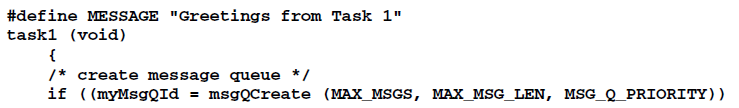 #define MESSAGE "Greetings from Task 1"
task1 (void)
{
/* create message queue */
if ((myMsgQId = msgQCreate (MAX_MSGS, MAX_MSG_LEN, MSG_Q_PRIORITY))